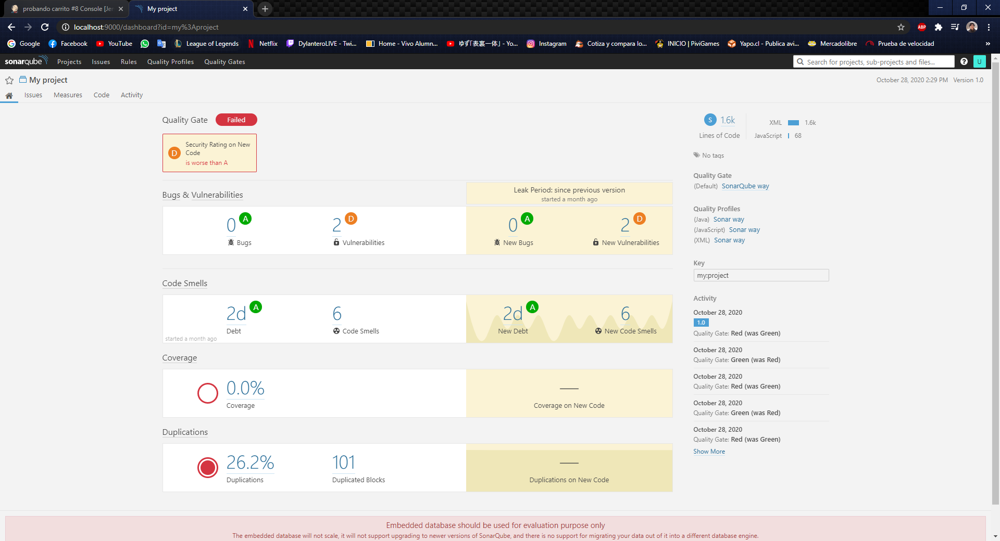 probando carrito #8 Console [Jer
My project
localhost:9000/dashboard?id=my%3Aproject
ABP
Google
Facebook
YouTube
League of Legends
Netflix
DylanteroLIVE - Twi...
Home - Vivo Alumn...
ゆず「表裏一体」 - Yo...
Instagram
Cotiza y compara lo...
INICIO | PiviGames
Yapo.cl - Publica avi...
Mercadolibre
Prueba de velocidad
»
sonarqube
Projects
Issues
Rules
Quality Profiles
Quality Gates
Search for projects, sub-projects and files...
?
U
My project
October 28, 2020 2:29 PM Version 1.0
Issues
Measures
Code
Activity
Quality Gate Failed
D
Security Rating on New
Code
is worse than A
Bugs & Vulnerabilities
Leak Period: since previous version
started a month ago
0 A
Bugs
2 D
Vulnerabilities
0 A
New Bugs
2 D
New Vulnerabilities
Code Smells
2d A
Debt
started a month ago
6
Code Smells
2d A
New Debt
6
New Code Smells
Coverage
0.0%
Coverage
—
Coverage on New Code
Duplications
26.2%
Duplications
101
Duplicated Blocks
—
Duplications on New Code
S 1.6k
Lines of Code
XML 1.6k
JavaScript 68
No tags
Quality Gate
(Default) SonarQube way
Quality Profiles
(Java) Sonar way
(JavaScript) Sonar way
(XML) Sonar way
Key
my:project
Activity
October 28, 2020
1.0
Quality Gate: Red (was Green)
October 28, 2020
Quality Gate: Green (was Red)
October 28, 2020
Quality Gate: Red (was Green)
October 28, 2020
Quality Gate: Green (was Red)
October 28, 2020
Quality Gate: Red (was Green)
Show More
Embedded database should be used for evaluation purpose only
The embedded database will not scale, it will not support upgrading to newer versions of SonarQube, and there is no support for migrating your data out of it into a different database engine.